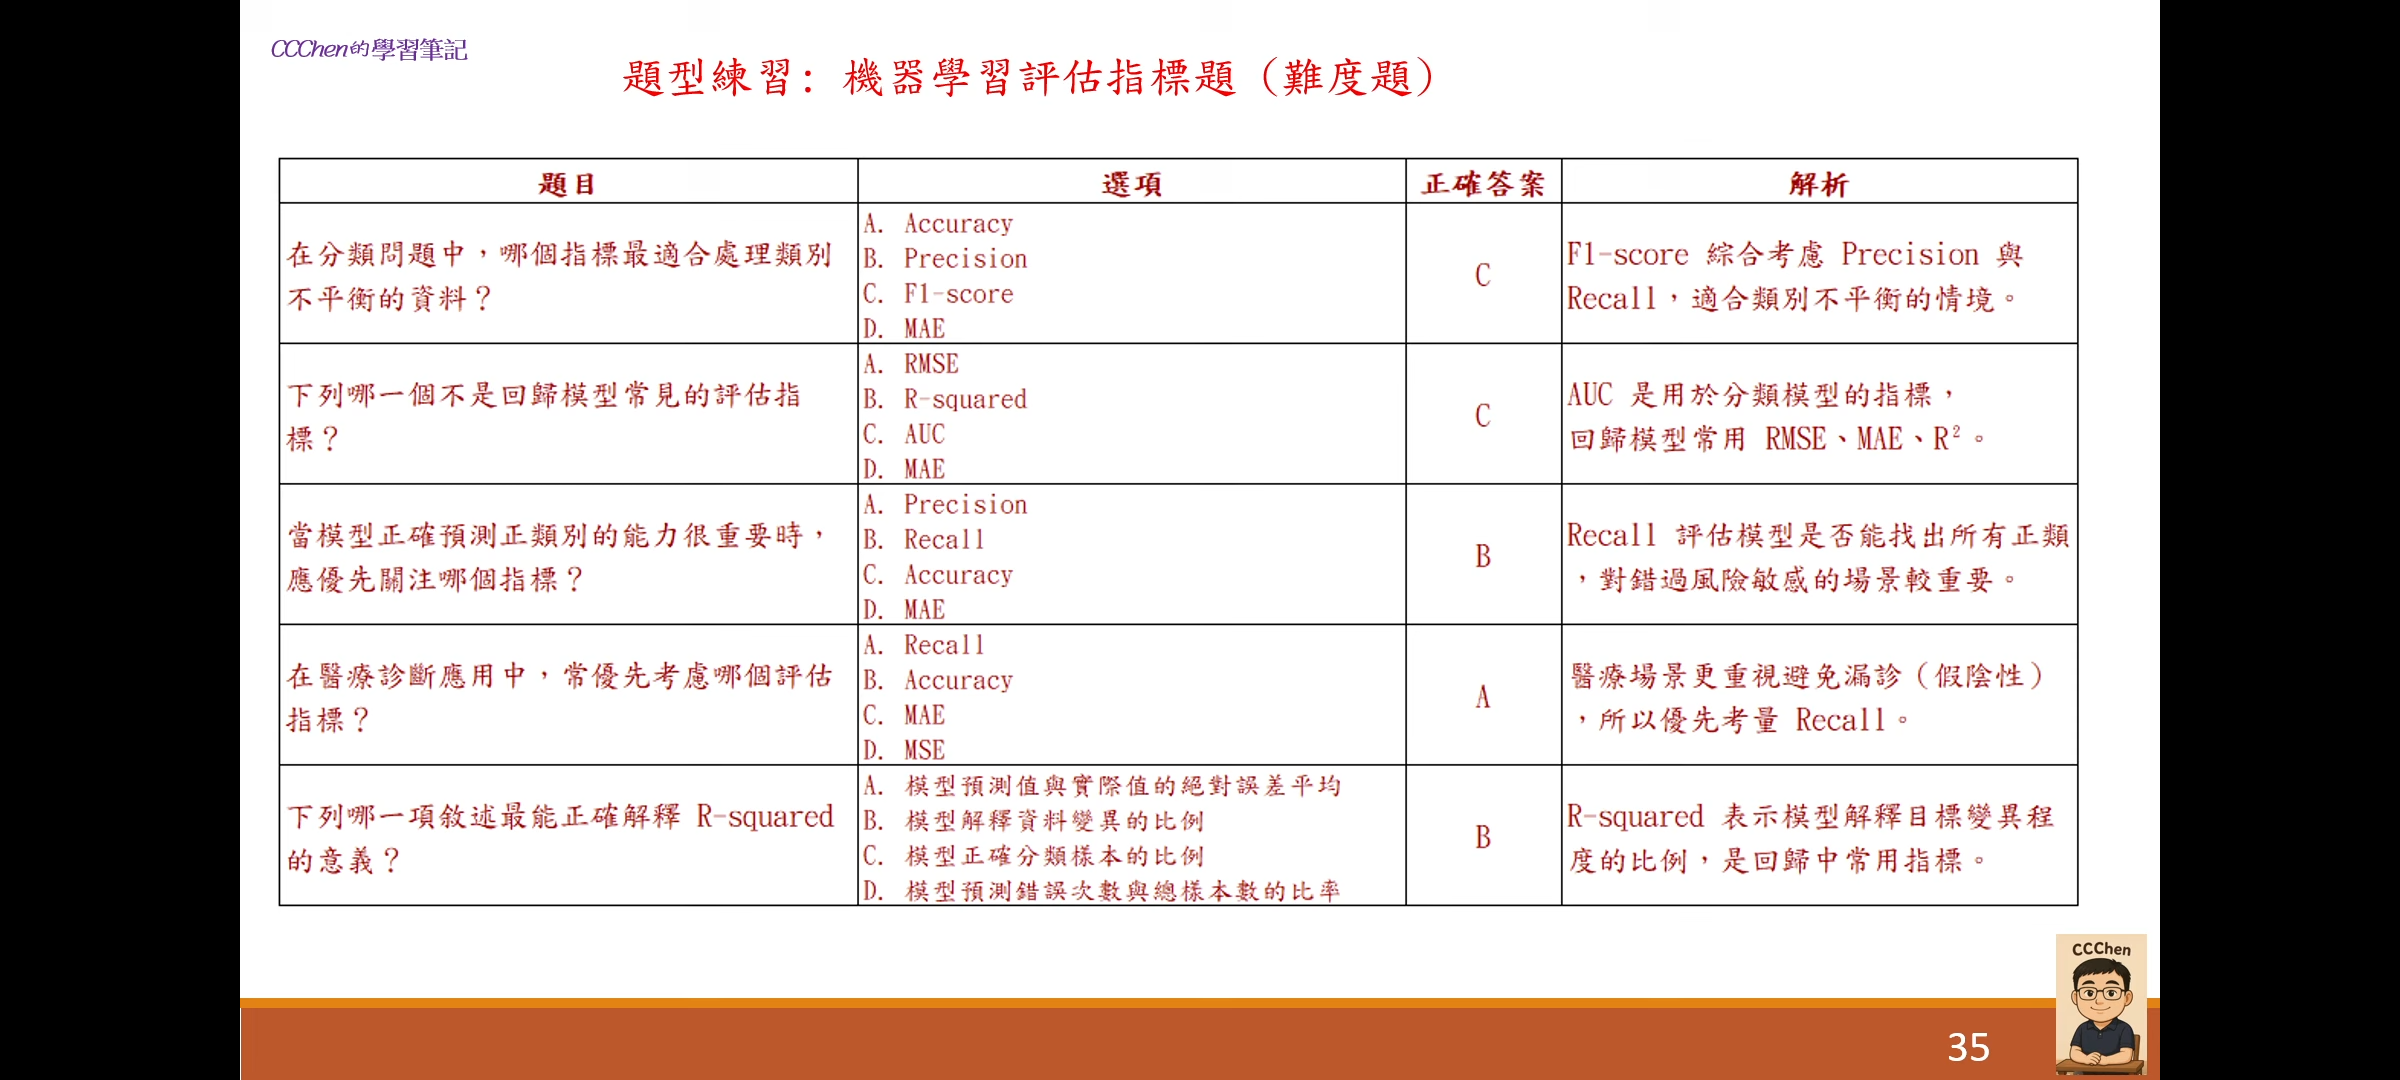 CCChen的學習筆記
題型練習: 機器學習評估指標題 (難度題)
題目 選項 正確答案 解析
在分類問題中，哪個指標最適合處理類別
不平衡的資料？
A. Accuracy
B. Precision
C. F1-score
D. MAE
C
F1-score 綜合考慮 Precision 與
Recall，適合類別不平衡的情境。
下列哪一個不是回歸模型常見的評估指
標？
A. RMSE
B. R-squared
C. AUC
D. MAE
C
AUC 是用於分類模型的指標，
回歸模型常用 RMSE、MAE、R²。
當模型正確預測正類別的能力很重要時，
應優先關注哪個指標？
A. Precision
B. Recall
C. Accuracy
D. MAE
B
Recall 評估模型是否能找出所有正類
，對錯過風險敏感的場景較重要。
在醫療診斷應用中，常優先考慮哪個評估
指標？
A. Recall
B. Accuracy
C. MAE
D. MSE
A
醫療場景更重視避免漏診（假陰性）
，所以優先考量 Recall。
下列哪一項敘述最能正確解釋 R-squared
的意義？
A. 模型預測值與實際值的絕對誤差平均
B. 模型解釋資料變異的比例
C. 模型正確分類樣本的比例
D. 模型預測錯誤次數與總樣本數的比率
B
R-squared 表示模型解釋目標變異程
度的比例，是回歸中常用指標。
CCChen
35